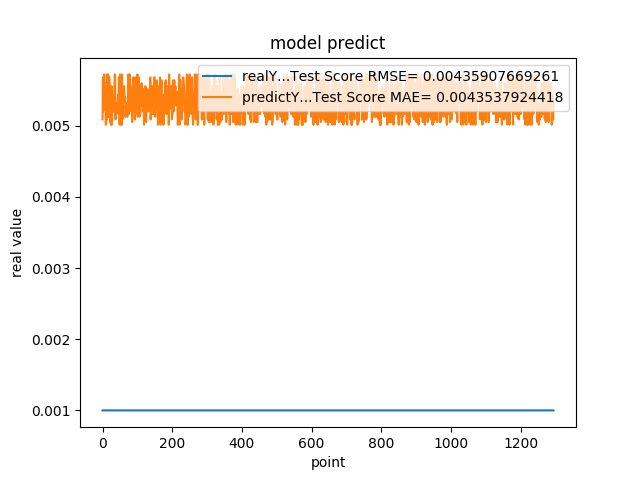 model predict
realY...Test Score RMSE= 0.00435907669261
predictY...Test Score MAE= 0.0043537924418
real value
0.005
0.004
0.003
0.002
0.001
0 200 400 600 800 1000 1200
point